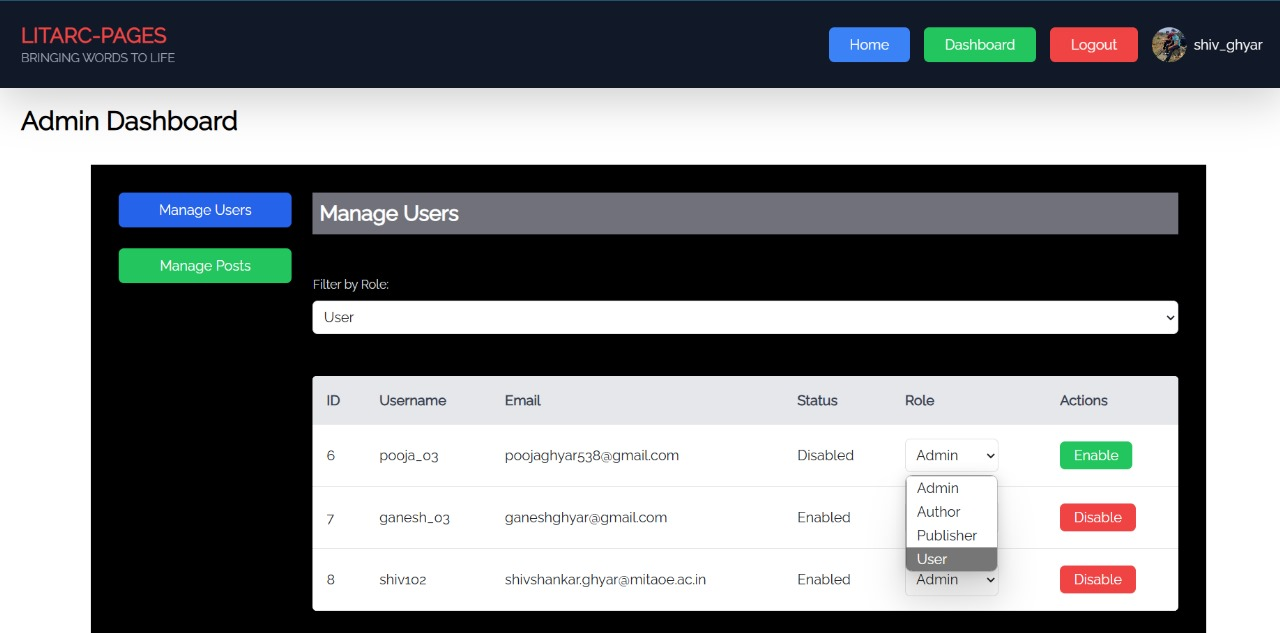 LITARC-PAGES
BRINGING WORDS TO LIFE
Home
Dashboard
Logout
shiv_ghyar
Admin Dashboard
Manage Users
Manage Posts
Manage Users
Filter by Role:
User
ID Username Email Status Role Actions
6 pooja_03 poojaghyar538@gmail.com Disabled Admin Enable
Admin
Author
Publisher
User
7 ganesh_03 ganeshghyar@gmail.com Enabled Disable
8 shiv102 shivshankar.ghyar@mitaoe.ac.in Enabled Admin Disable